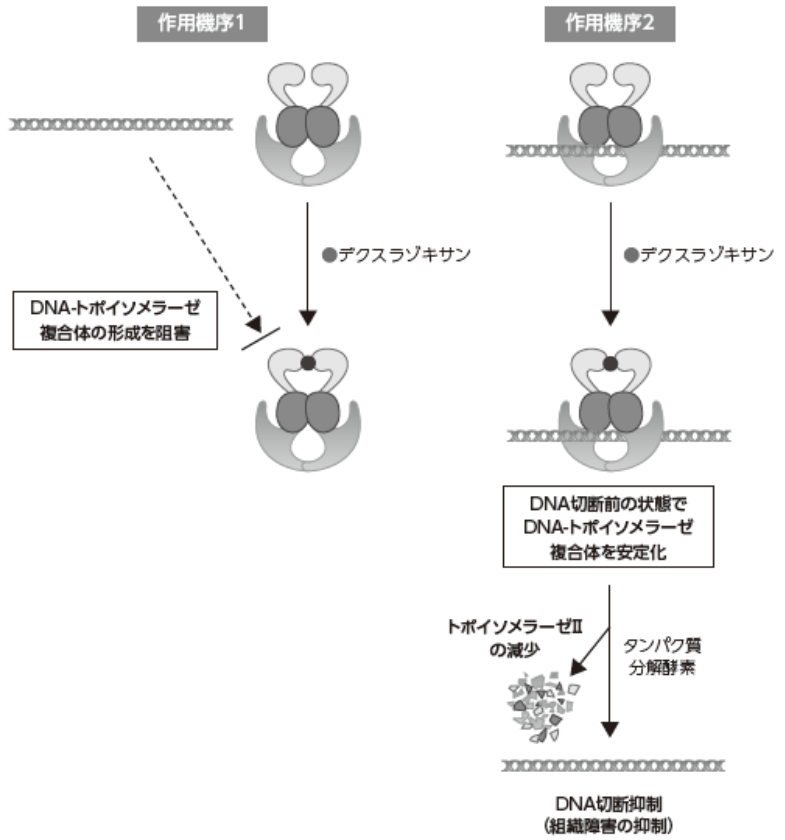 作用機序1
●デクスラゾキサン
DNA-トポイソメラーゼ
複合体の形成を阻害
作用機序2
●デクスラゾキサン
DNA切断前の状態で
DNA-トポイソメラーゼ
複合体を安定化
トポイソメラーゼⅡ
の減少
タンパク質
分解酵素
DNA切断抑制
(組織障害の抑制)